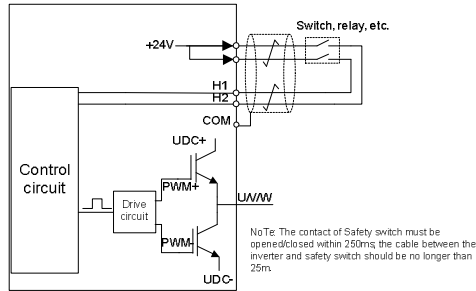 Switch, relay, etc.
+24V
H1
H2
COM
UDC+
Control
circuit
PWM+
Drive
circuit
U/V/W
PWM-
UDC-
NoTe: The contact of Safety switch must be
opened/closed within 250ms; the cable between the
inverter and safety switch should be no longer than
25m.